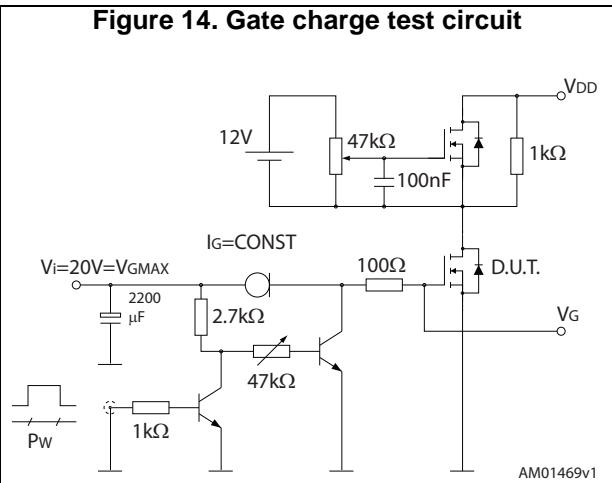 Figure 14. Gate charge test circuit
VDD
12V
47kΩ
1kΩ
100nF
IG=CONST
Vi=20V=VGMAX
100Ω
D.U.T.
2200
μF
2.7kΩ
VG
47kΩ
1kΩ
PW
AM01469v1